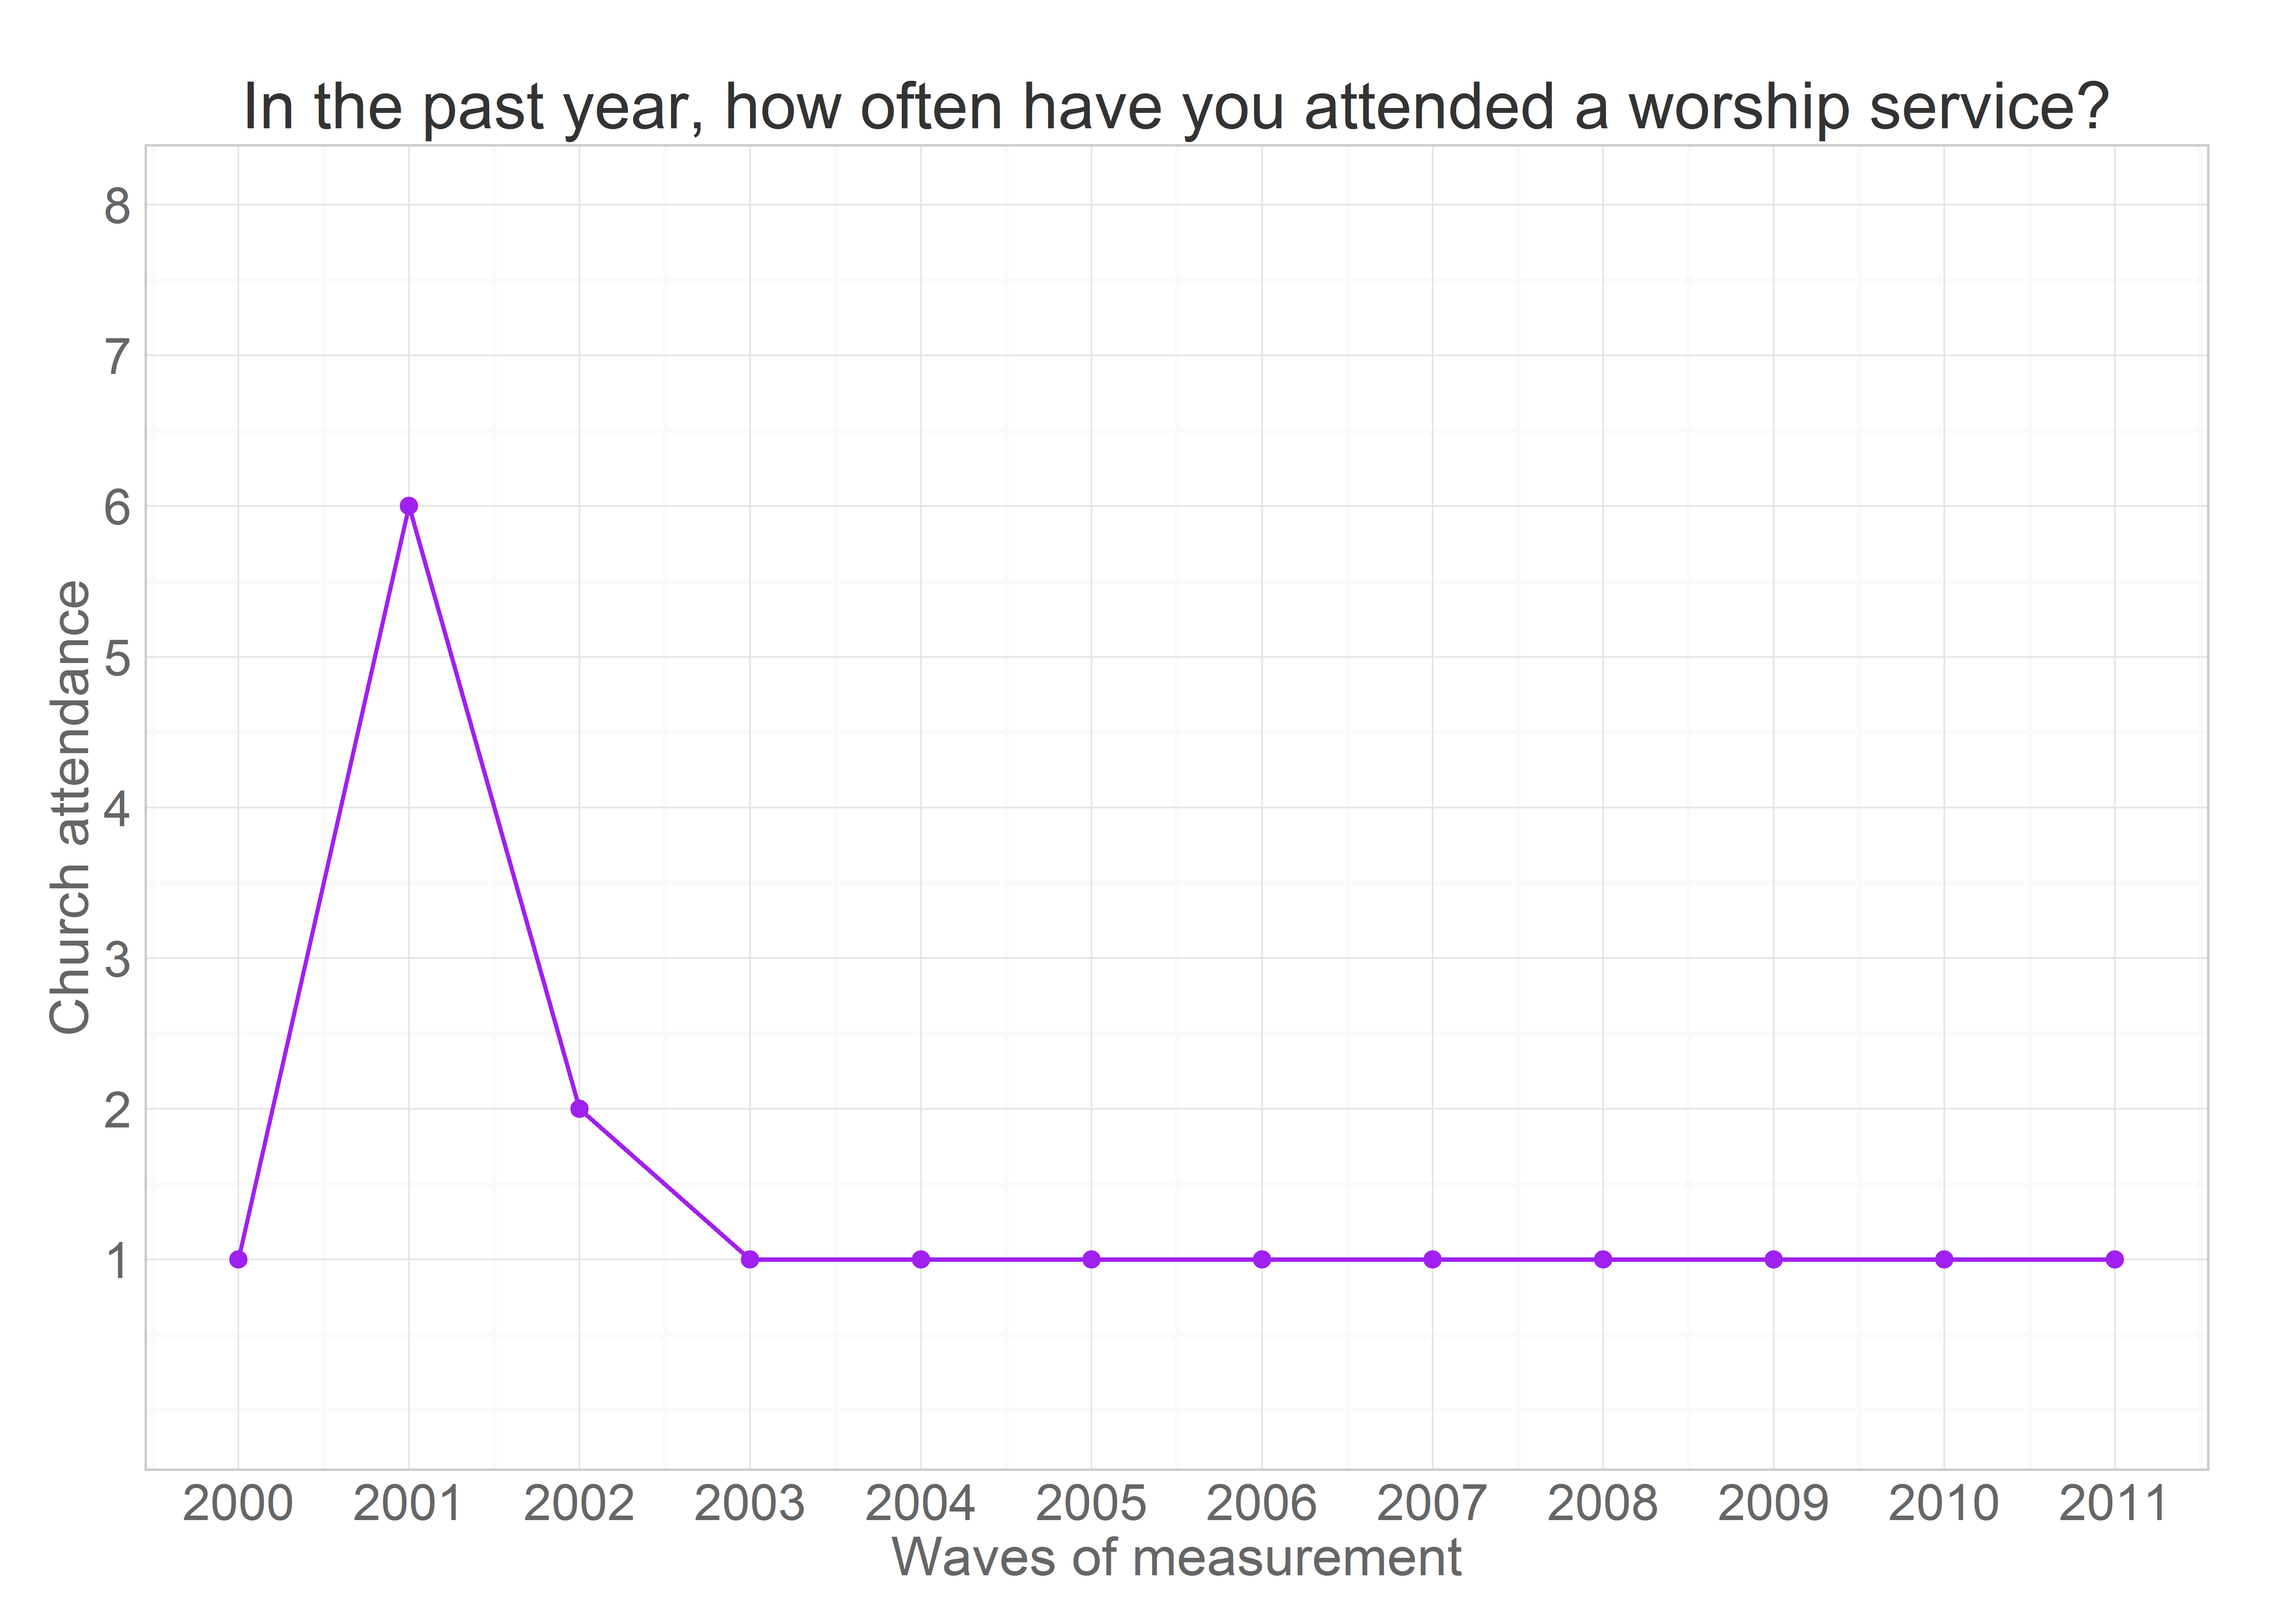 In the past year, how often have you attended a worship service?
Church attendance
8
7
6
5
4
3
2
1
2000 2001 2002 2003 2004 2005 2006 2007 2008 2009 2010 2011
Waves of measurement